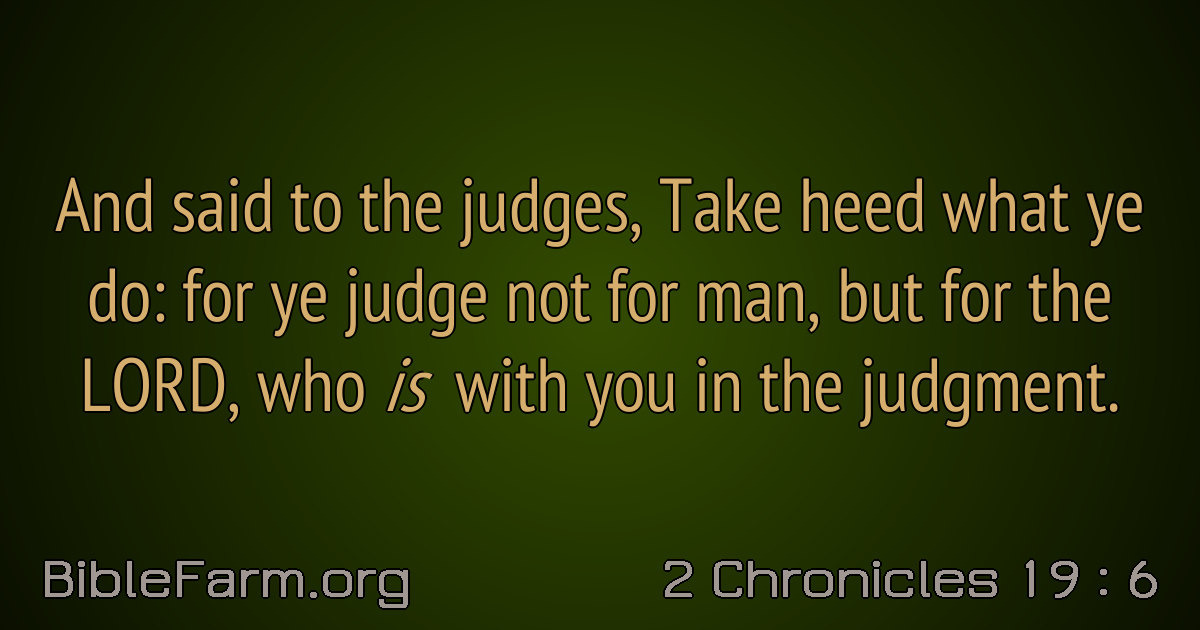 And said to the judges, Take heed what ye
do: for ye judge not for man, but for the
LORD, who is with you in the judgment.
BibleFarm.org
2 Chronicles 19 : 6